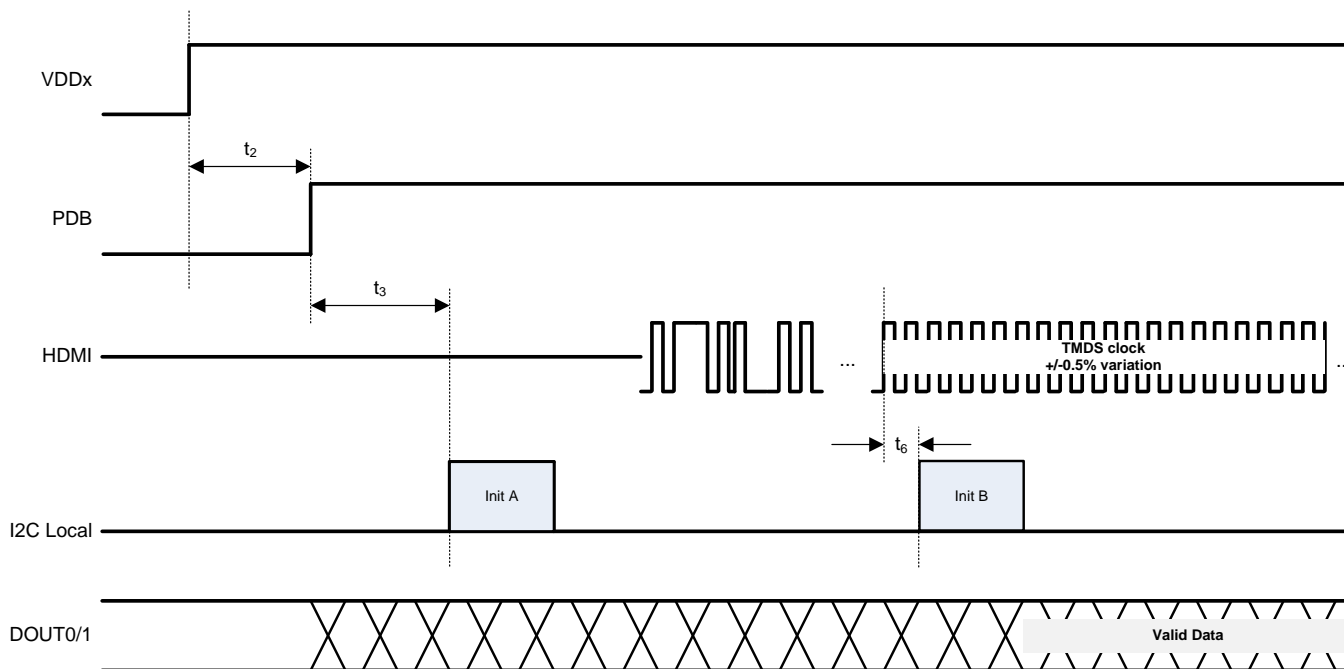 VDDx
t2
PDB
t3
HDMI
...
TMDS clock
+/-0.5% variation
...
t6
Init A
Init B
I2C Local
DOUT0/1
Valid Data